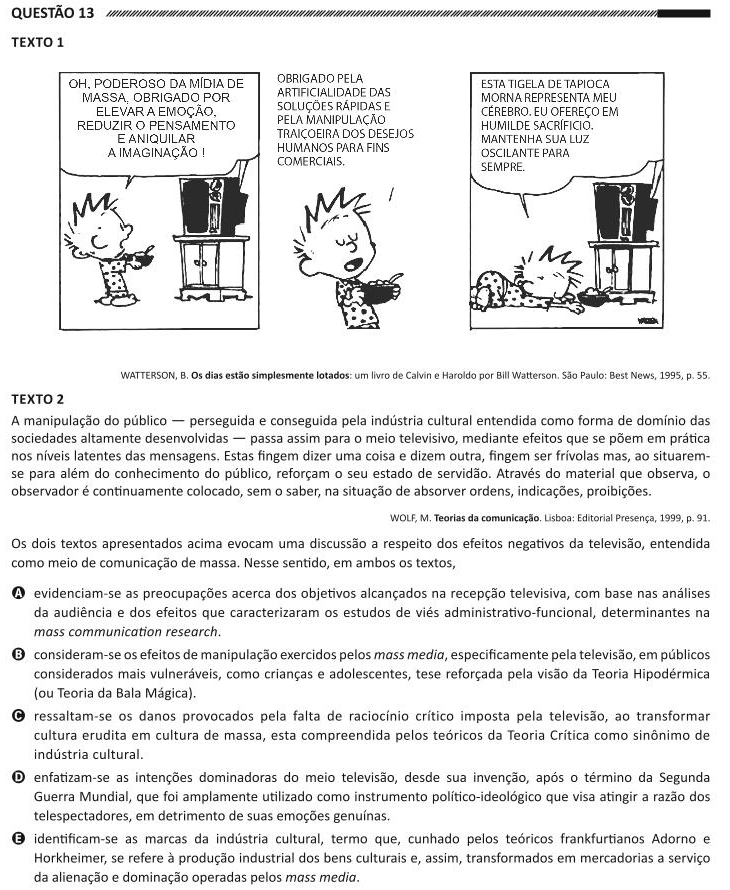 QUESTÃO 13
TEXTO 1
OH, PODEROSO DA MÍDIA DE
MASSA, OBRIGADO POR
ELEVAR A EMOÇÃO,
REDUZIR O PENSAMENTO
E ANIQUILAR
A IMAGINAÇÃO !
OBRIGADO PELA
ARTIFICIALIDADE DAS
SOLUÇÕES RÁPIDAS E
PELA MANIPULAÇÃO
TRAIÇOEIRA DOS DESEJOS
HUMANOS PARA FINS
COMERCIAIS.
ESTA TIGELA DE TAPIOCA
MORNA REPRESENTA MEU
CÉREBRO. EU OFEREÇO EM
HUMILDE SACRIFÍCIO.
MANTENHA SUA LUZ
OSCILANTE PARA
SEMPRE.
WATTERSON, B. Os dias estão simplesmente lotados: um livro de Calvin e Haroldo por Bill Watterson. São Paulo: Best News, 1995, p. 55.
TEXTO 2
A manipulação do público — perseguida e conseguida pela indústria cultural entendida como forma de domínio das
sociedades altamente desenvolvidas — passa assim para o meio televisivo, mediante efeitos que se põem em prática
nos níveis latentes das mensagens. Estas fingem dizer uma coisa e dizem outra, fingem ser frívolas mas, ao situarem-
se para além do conhecimento do público, reforçam o seu estado de servidão. Através do material que observa, o
observador é continuamente colocado, sem o saber, na situação de absorver ordens, indicações, proibições.
WOLF, M. Teorias da comunicação. Lisboa: Editorial Presença, 1999, p. 91.
Os dois textos apresentados acima evocam uma discussão a respeito dos efeitos negativos da televisão, entendida
como meio de comunicação de massa. Nesse sentido, em ambos os textos,
A evidenciam-se as preocupações acerca dos objetivos alcançados na recepção televisiva, com base nas análises
da audiência e dos efeitos que caracterizaram os estudos de viés administrativo-funcional, determinantes na
mass communication research.
B consideram-se os efeitos de manipulação exercidos pelos mass media, especificamente pela televisão, em públicos
considerados mais vulneráveis, como crianças e adolescentes, tese reforçada pela visão da Teoria Hipodérmica
(ou Teoria da Bala Mágica).
C ressaltam-se os danos provocados pela falta de raciocínio crítico imposta pela televisão, ao transformar
cultura erudita em cultura de massa, esta compreendida pelos teóricos da Teoria Crítica como sinônimo de
indústria cultural.
D enfatizam-se as intenções dominadoras do meio televisão, desde sua invenção, após o término da Segunda
Guerra Mundial, que foi amplamente utilizado como instrumento político-ideológico que visa atingir a razão dos
telespectadores, em detrimento de suas emoções genuínas.
E identificam-se as marcas da indústria cultural, termo que, cunhado pelos teóricos frankfurtianos Adorno e
Horkheimer, se refere à produção industrial dos bens culturais e, assim, transformados em mercadorias a serviço
da alienação e dominação operadas pelos mass media.